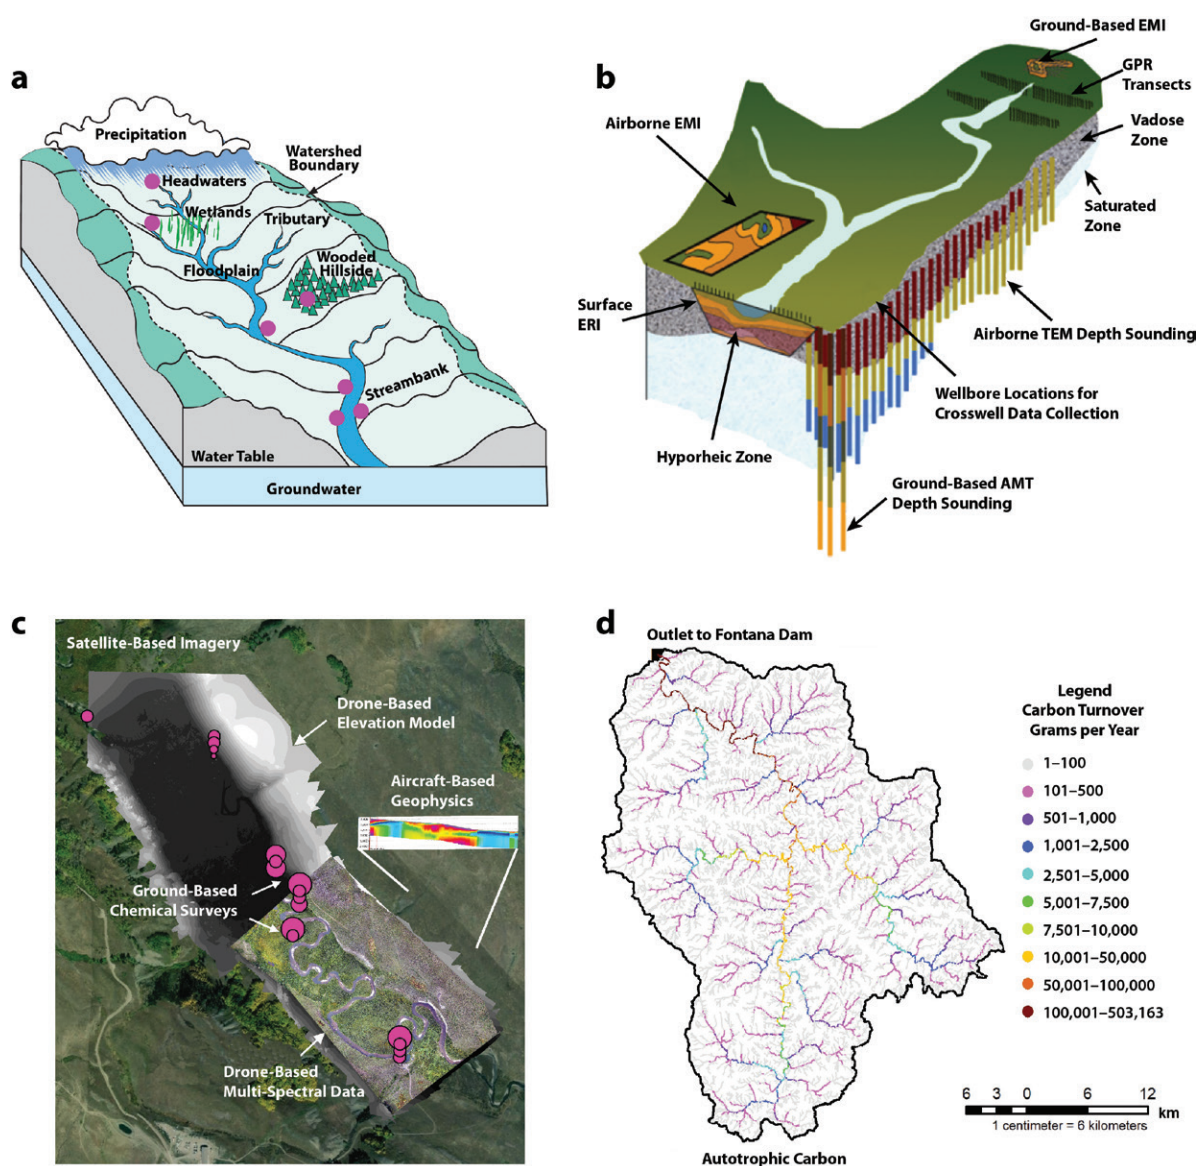 a
Precipitation
Watershed
Boundary
Headwaters
Wetlands
Tributary
Floodplain
Wooded
Hillside
Streambank
Water Table
Groundwater
b
Ground-Based EMI
GPR
Transects
Airborne EMI
Vadose
Zone
Saturated
Zone
Surface
ERI
Airborne TEM Depth Sounding
Wellbore Locations for
Crosswell Data Collection
Hyporheic Zone
Ground-Based AMT
Depth Sounding
c
Satellite-Based Imagery
Drone-Based
Elevation Model
Aircraft-Based
Geophysics
Ground-Based
Chemical Surveys
Drone-Based
Multi-Spectral Data
d
Outlet to Fontana Dam
Legend
Carbon Turnover
Grams per Year
1–100
101–500
501–1,000
1,001–2,500
2,501–5,000
5,001–7,500
7,501–10,000
10,001–50,000
50,001–100,000
100,001–503,163
6 3 0 6 12
km
1 centimeter = 6 kilometers
Autotrophic Carbon